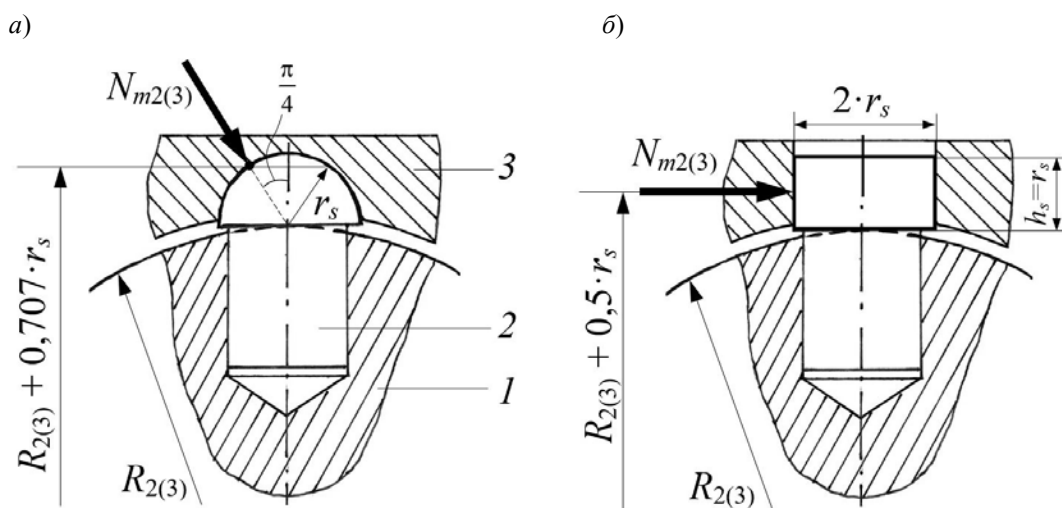 а)
N_{m2(3)}
π/4
r_s
3
2
1
R_{2(3)} + 0,707·r_s
R_{2(3)}
б)
2·r_s
N_{m2(3)}
h_s=r_s
R_{2(3)} + 0,5·r_s
R_{2(3)}